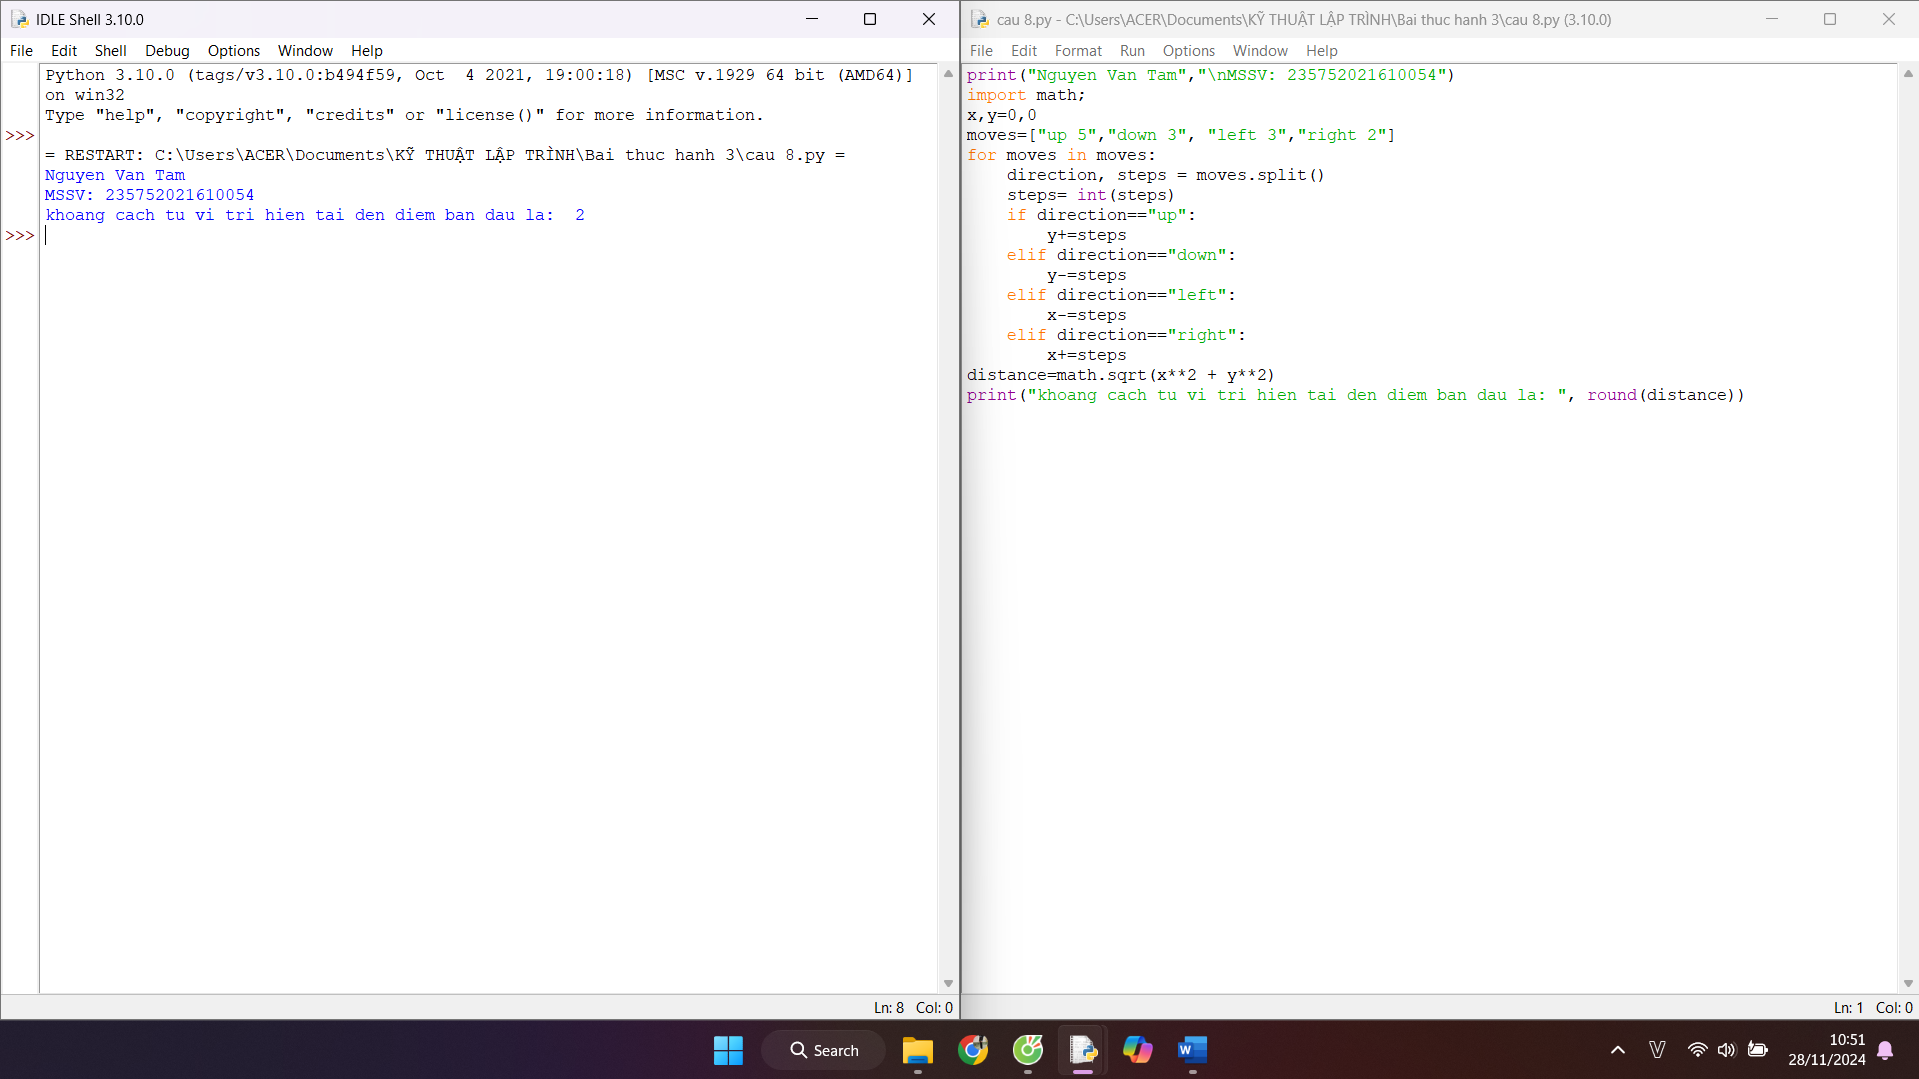 IDLE Shell 3.10.0
File Edit Shell Debug Options Window Help
Python 3.10.0 (tags/v3.10.0:b494f59, Oct  4 2021, 19:00:18) [MSC v.1929 64 bit (AMD64)]
on win32
Type "help", "copyright", "credits" or "license()" for more information.
>>>
= RESTART: C:\Users\ACER\Documents\KỸ THUẬT LẬP TRÌNH\Bai thuc hanh 3\cau 8.py =
Nguyen Van Tam
MSSV: 235752021610054
khoang cach tu vi tri hien tai den diem ban dau la:  2
>>>
Ln: 8 Col: 0
cau 8.py - C:\Users\ACER\Documents\KỸ THUẬT LẬP TRÌNH\Bai thuc hanh 3\cau 8.py (3.10.0)
File Edit Format Run Options Window Help
print("Nguyen Van Tam","\nMSSV: 235752021610054")
import math;
x,y=0,0
moves=["up 5","down 3", "left 3","right 2"]
for moves in moves:
    direction, steps = moves.split()
    steps= int(steps)
    if direction=="up":
        y+=steps
    elif direction=="down":
        y-=steps
    elif direction=="left":
        x-=steps
    elif direction=="right":
        x+=steps
distance=math.sqrt(x**2 + y**2)
print("khoang cach tu vi tri hien tai den diem ban dau la: ", round(distance))
Ln: 1 Col: 0
Search
10:51
28/11/2024